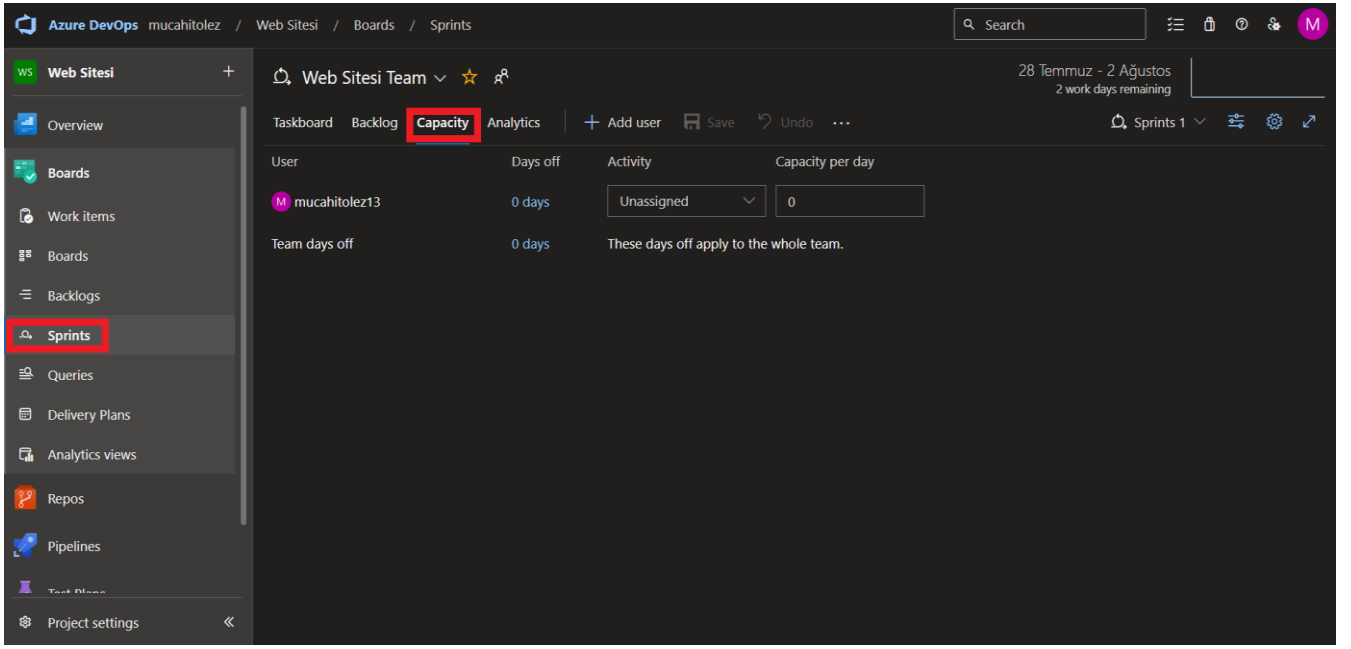 Azure DevOps mucahitolez / Web Sitesi / Boards / Sprints Search M
WS Web Sitesi +
Web Sitesi Team
28 Temmuz - 2 Ağustos
2 work days remaining
Overview
Boards
Work items
Boards
Backlogs
Sprints
Queries
Delivery Plans
Analytics views
Repos
Pipelines
Test Plans
Project settings
Taskboard Backlog Capacity Analytics + Add user Save Undo ... Sprints 1
User Days off Activity Capacity per day
M mucahitolez13 0 days Unassigned 0
Team days off 0 days These days off apply to the whole team.